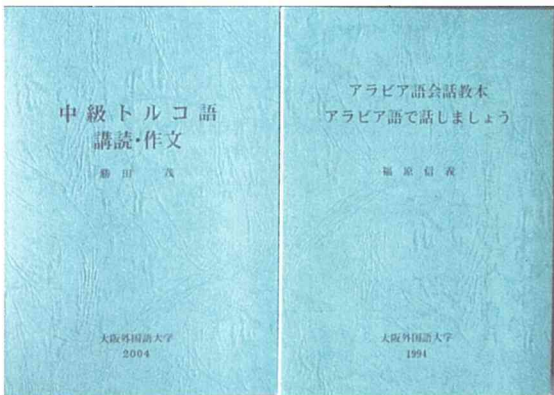 中級トルコ語
講読・作文
勝田 茂
大阪外国語大学
2004
アラビア語会話教本
アラビア語で話しましょう
福原信義
大阪外国語大学
1994